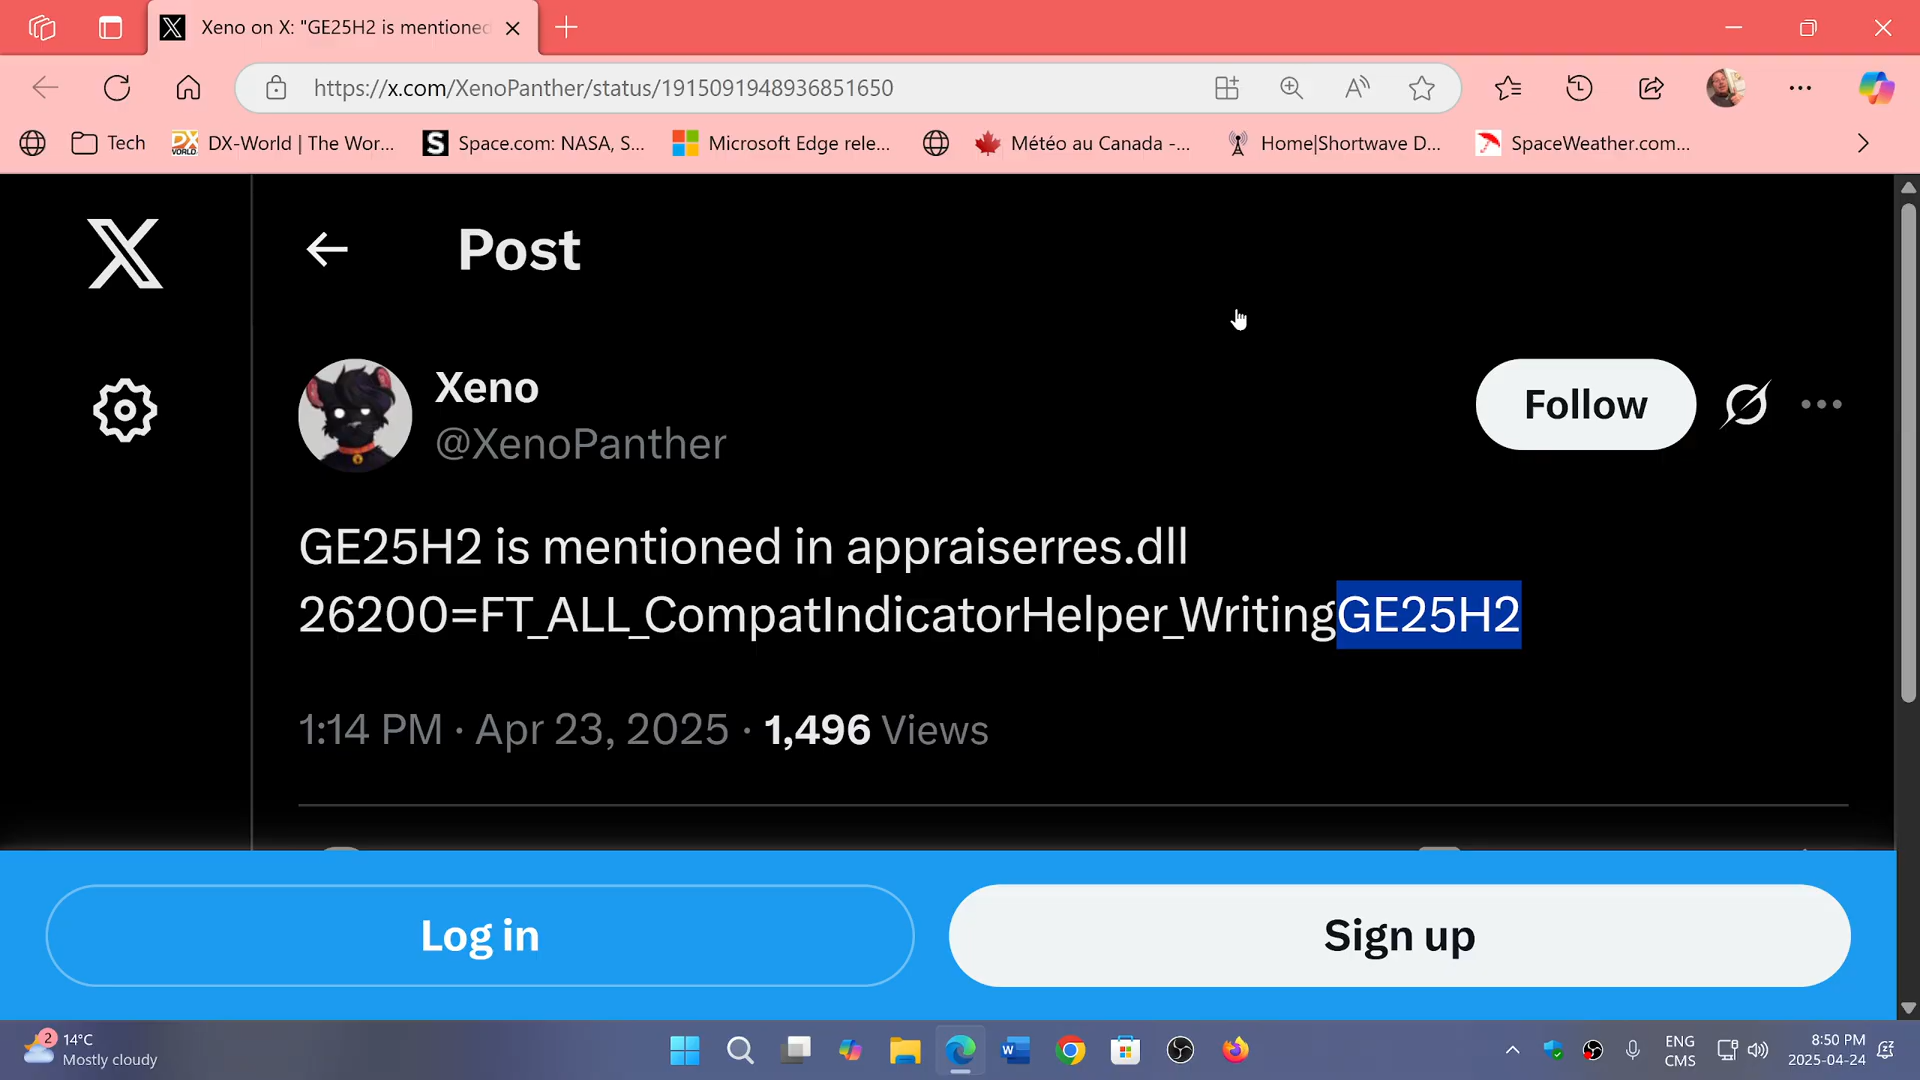 Xeno on X: "GE25H2 is mentioned
https://x.com/XenoPanther/status/1915091948936851650
Tech
DX-World | The Wor...
Space.com: NASA, S...
Microsoft Edge rele...
Météo au Canada -...
Home|Shortwave D...
SpaceWeather.com...
Post
Xeno
@XenoPanther
Follow
GE25H2 is mentioned in appraiserres.dll
26200=FT_ALL_CompatIndicatorHelper_WritingGE25H2
1:14 PM · Apr 23, 2025 · 1,496 Views
Log in
Sign up
2
14°C
Mostly cloudy
ENG
CMS
8:50 PM
2025-04-24